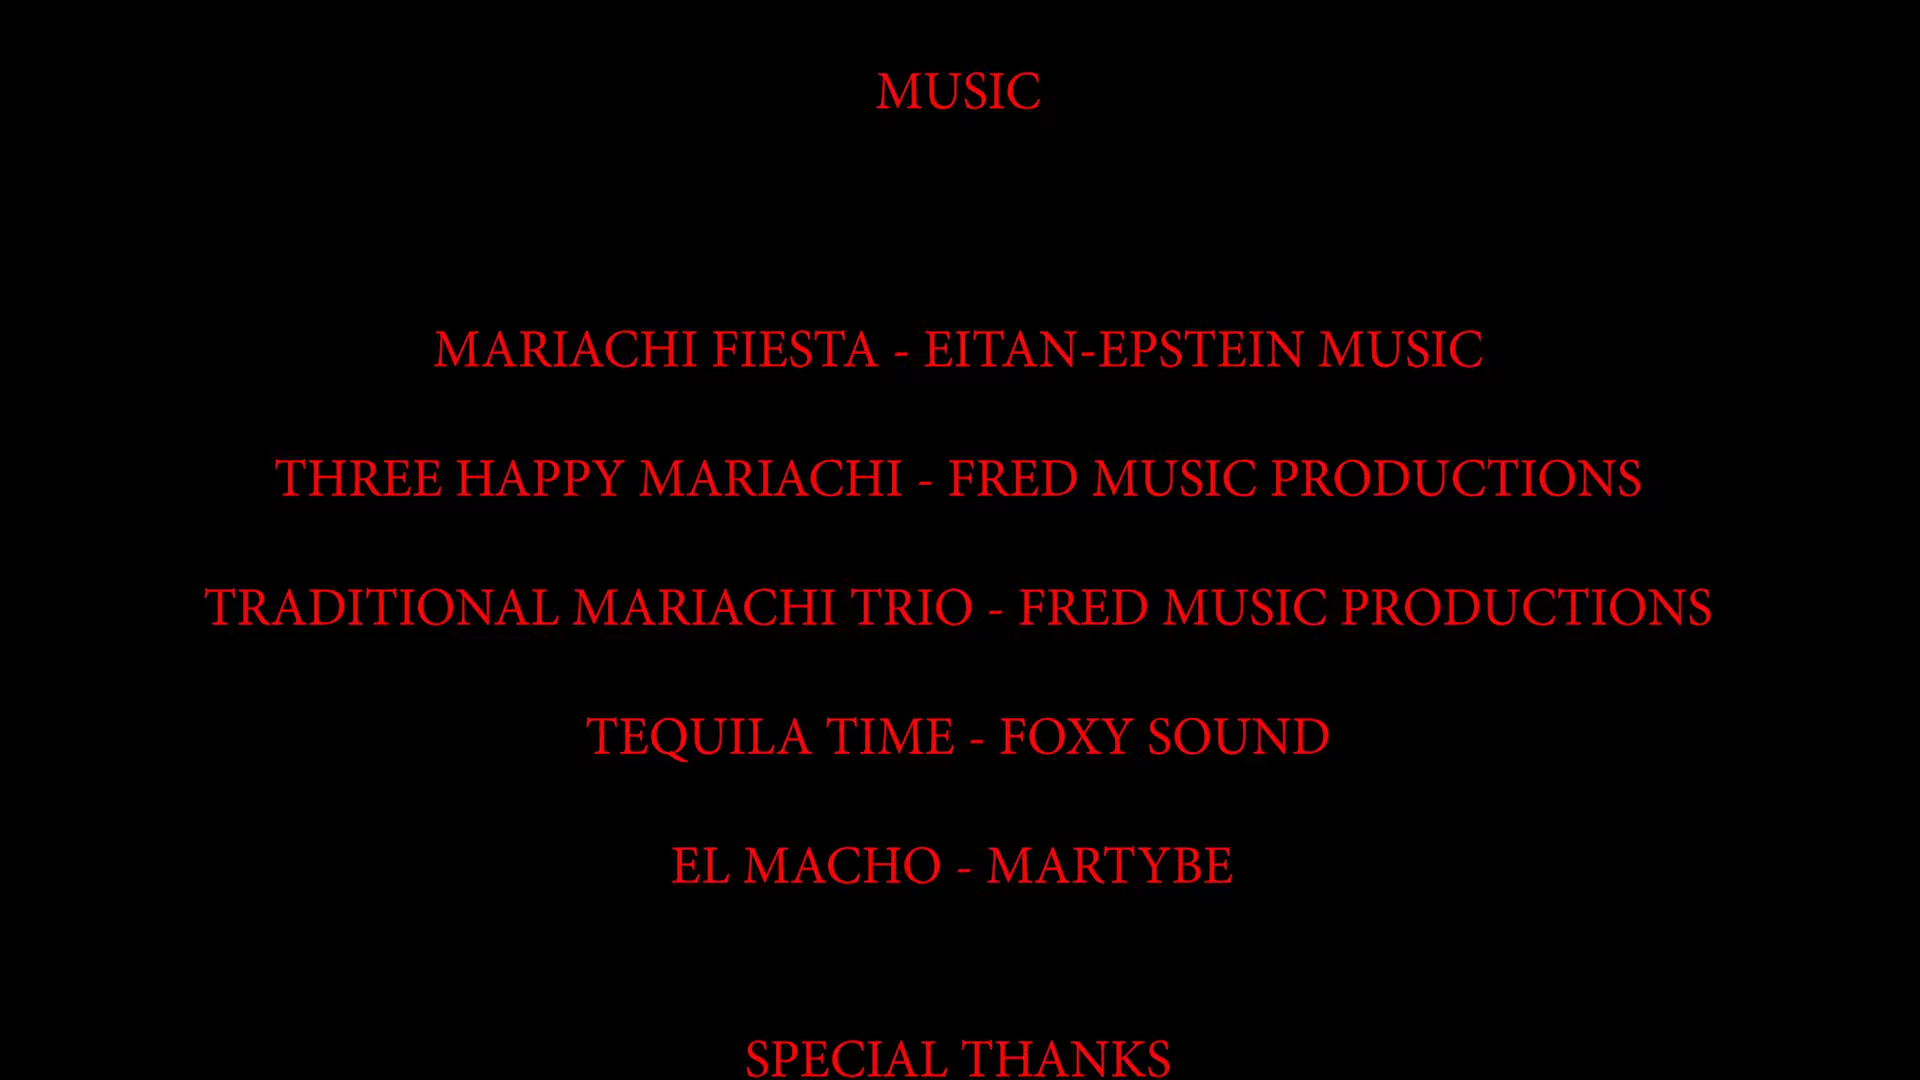 MUSIC
MARIACHI FIESTA - EITAN-EPSTEIN MUSIC
THREE HAPPY MARIACHI - FRED MUSIC PRODUCTIONS
TRADITIONAL MARIACHI TRIO - FRED MUSIC PRODUCTIONS
TEQUILA TIME - FOXY SOUND
EL MACHO - MARTYBE
SPECIAL THANKS